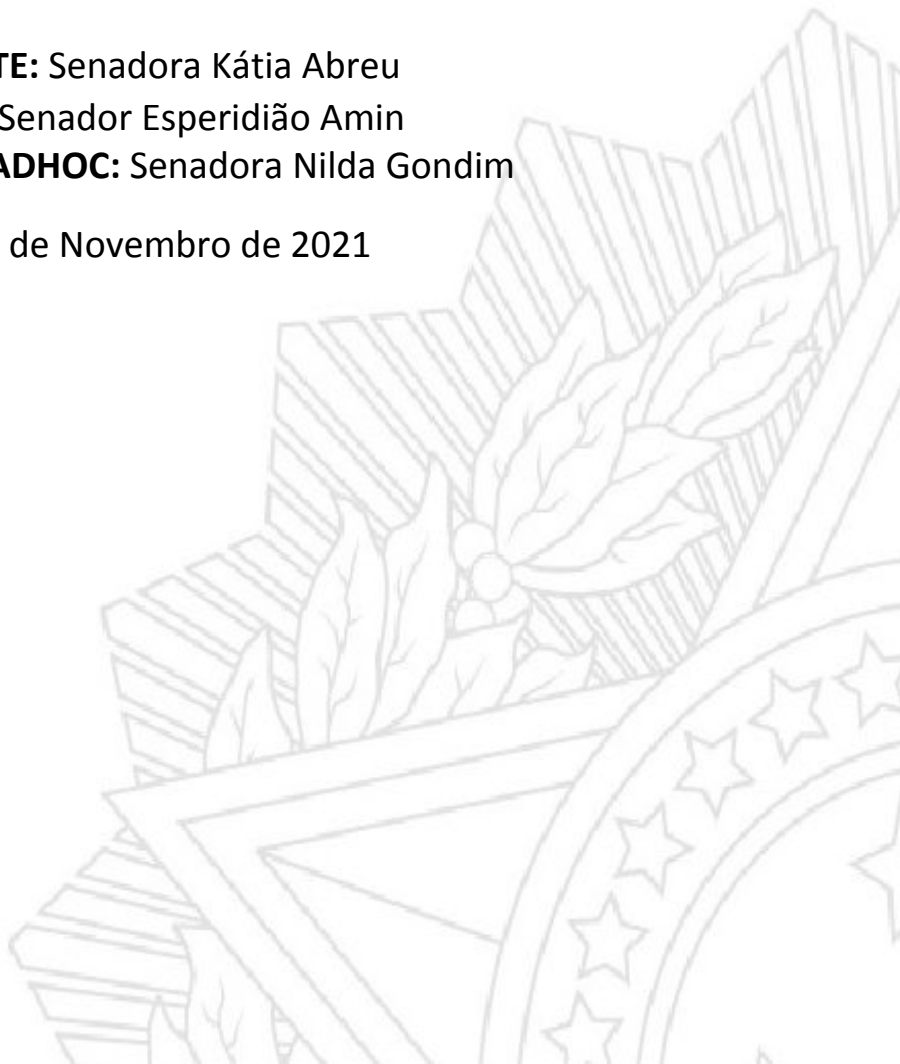 TE: Senadora Kátia Abreu
Senador Esperidião Amin
ADHOC: Senadora Nilda Gondim
de Novembro de 2021